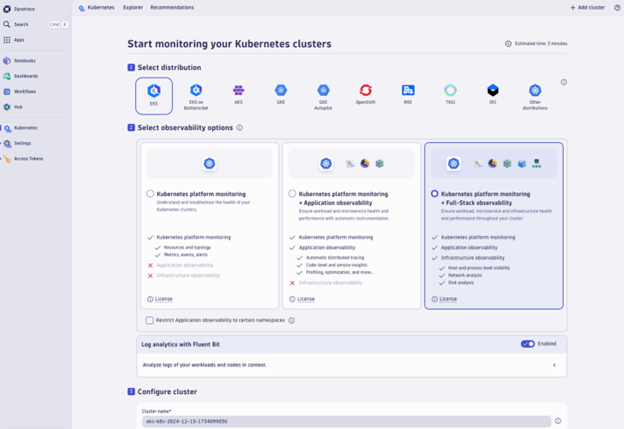 Dynatrace
Search
Cmd K
Apps
Notebooks
Dashboards
Workflows
Hub
Kubernetes
Settings
Access Tokens
Kubernetes Explorer Recommendations
Add cluster
Start monitoring your Kubernetes clusters
Estimated time: 5 minutes
1 Select distribution
EKS
EKS on
Bottlerocket
AKS
GKE
GKE
Autopilot
OpenShift
RKE
TKGI
IKS
Other
distributions
2 Select observability options
Kubernetes platform monitoring
Understand and troubleshoot the health of your
Kubernetes clusters.
Kubernetes platform monitoring
Resources and topology
Metrics, events, alerts
Application observability
Infrastructure observability
License
Kubernetes platform monitoring
+ Application observability
Ensure workload and microservice health and
performance with automatic instrumentation.
Kubernetes platform monitoring
Application observability
Automatic distributed tracing
Code-level and service insights
Profiling, optimization, and more...
Infrastructure observability
License
Kubernetes platform monitoring
+ Full-Stack observability
Ensure workload, microservice and infrastructure health
and performance throughout your cluster.
Kubernetes platform monitoring
Application observability
Infrastructure observability
Host and process level visibility
Network analysis
Disk analysis
License
Restrict Application observability to certain namespaces
Log analytics with Fluent Bit
Enabled
Analyze logs of your workloads and nodes in context.
3 Configure cluster
Cluster name*
eks-k8s-2024-12-13-1734099036